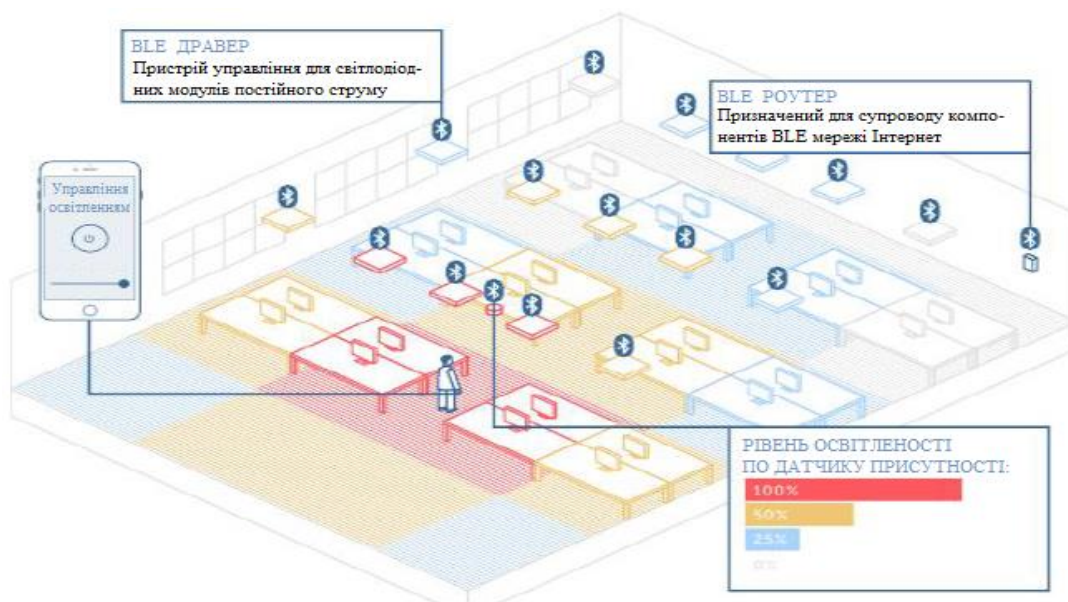 BLE ДРАВЕР
Пристрій управління для світлодіод-
них модулів постійного струму
BLE РОУТЕР
Призначений для супроводу компо-
нентів BLE мережі Інтернет
Управління
освітленням
РІВЕНЬ ОСВІТЛЕНОСТІ
ПО ДАТЧИКУ ПРИСУТНОСТІ:
100%
50%
25%
0%